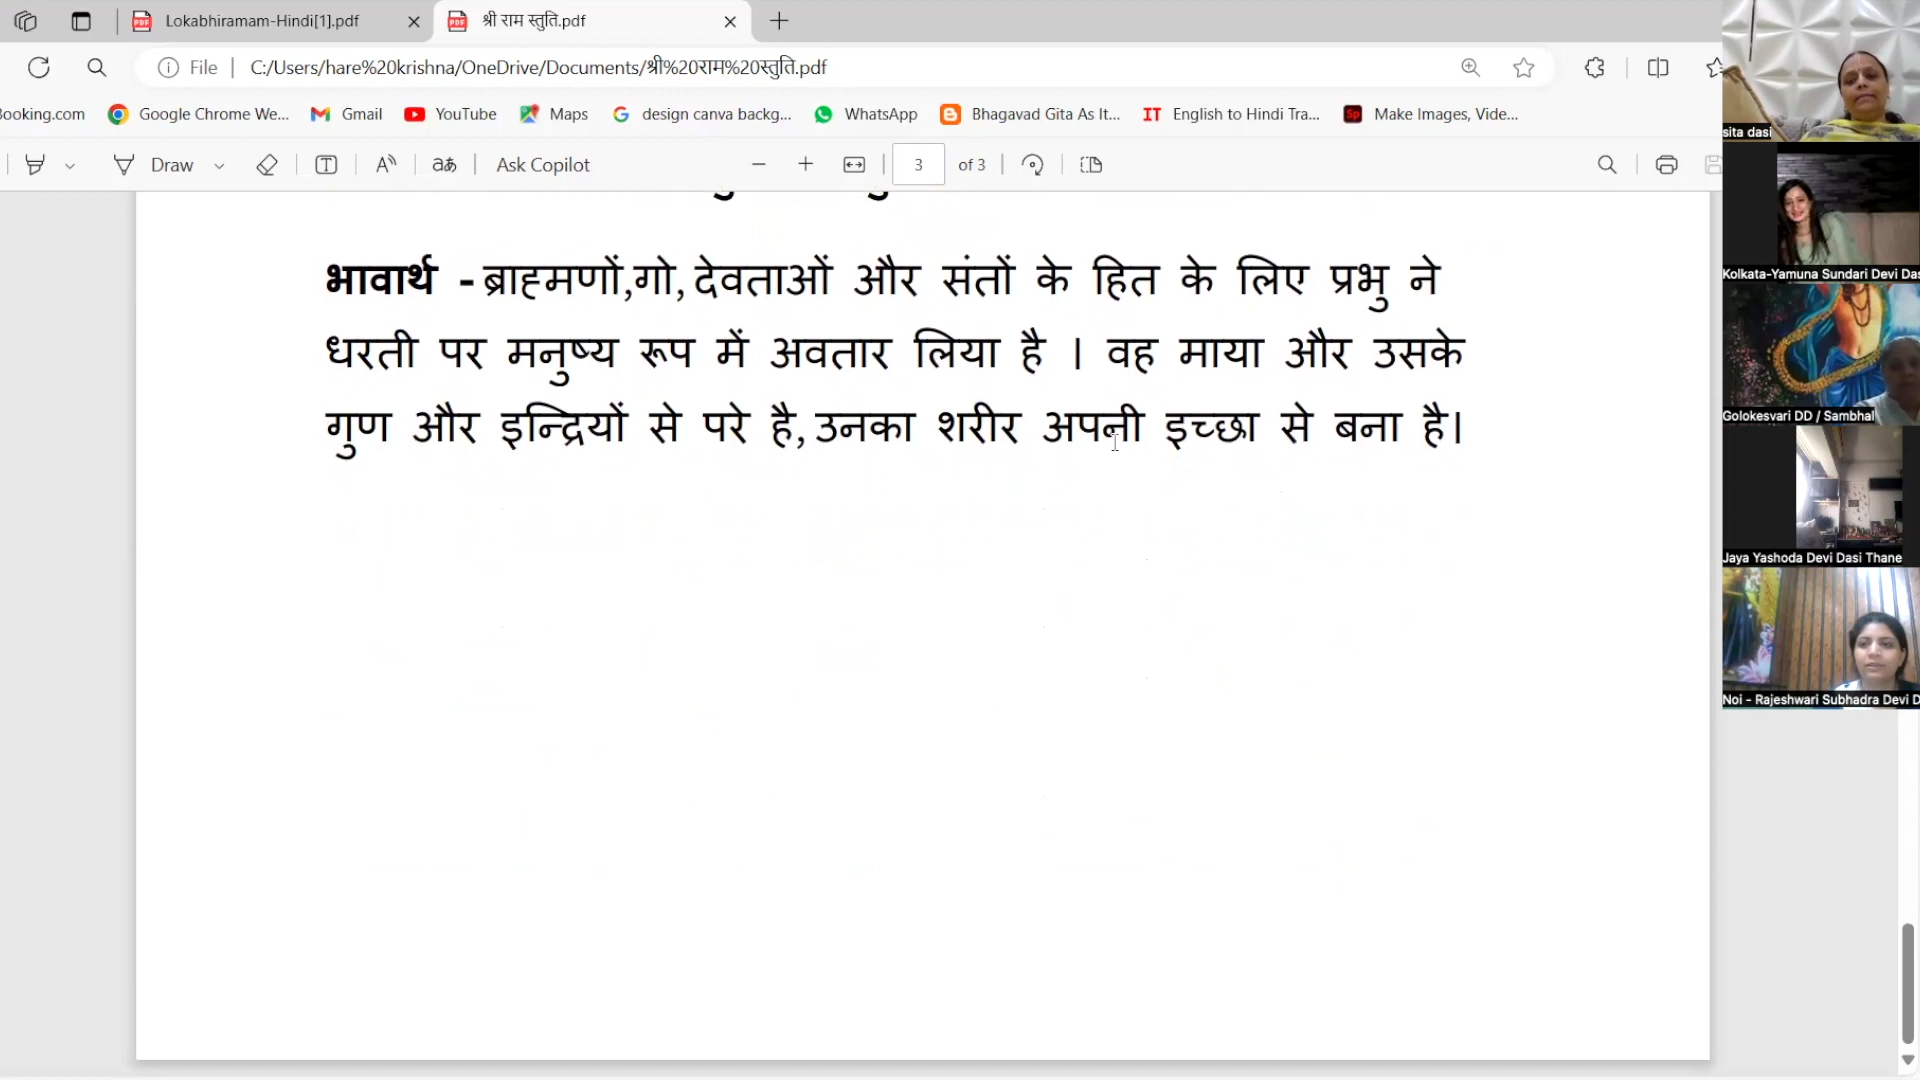 Lokabhiramam-Hindi[1].pdf
श्री राम स्तुति.pdf
File
C:/Users/hare%20krishna/OneDrive/Documents/श्री%20राम%20स्तुति.pdf
Booking.com
Google Chrome We...
Gmail
YouTube
Maps
design canva backg...
WhatsApp
Bhagavad Gita As It...
English to Hindi Tra...
Make Images, Vide...
Draw
Ask Copilot
3 of 3
भावार्थ - ब्राह्मणों,गो, देवताओं और संतों के हित के लिए प्रभु ने
धरती पर मनुष्य रूप में अवतार लिया है । वह माया और उसके
गुण और इन्द्रियों से परे है, उनका शरीर अपनी इच्छा से बना है।
sita dasi
Kolkata-Yamuna Sundari Devi Das
Golokesvari DD / Sambhal
Jaya Yashoda Devi Dasi Thane
Noi - Rajeshwari Subhadra Devi D